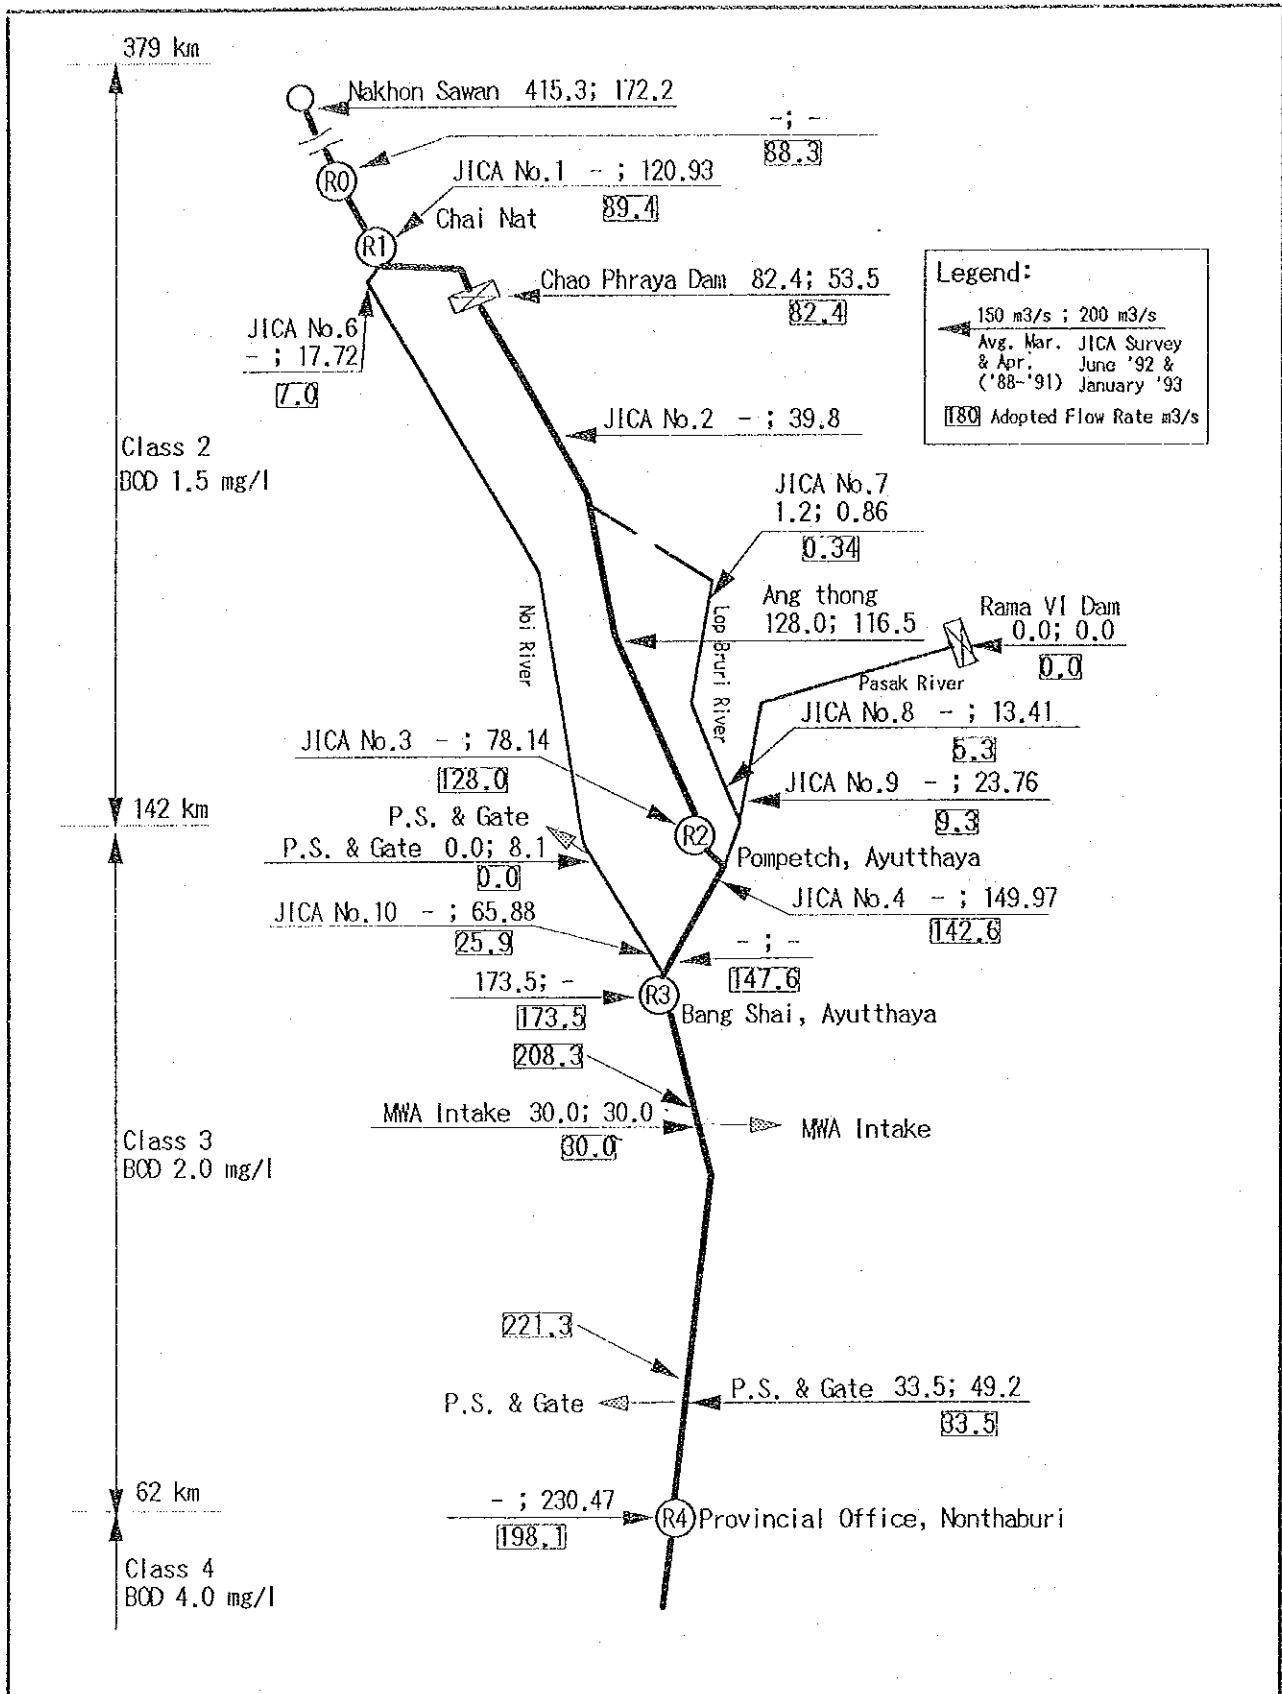 379 km
Nakhon Sawan 415.3; 172.2
-; -
88.3
R0
JICA No.1 - ; 120.93
89.4
Chai Nat
R1
Chao Phraya Dam 82.4; 53.5
82.4
Legend:
150 m3/s ; 200 m3/s
Avg. Mar. JICA Survey
& Apr. June '92 &
('88-'91) January '93
180 Adopted Flow Rate m3/s
JICA No.6
- ; 17.72
7.0
JICA No.2 - ; 39.8
Class 2
BOD 1.5 mg/l
JICA No.7
1.2; 0.86
0.34
Ang thong
128.0; 116.5
Rama VI Dam
0.0; 0.0
0.0
Noi River
Lop Bruri River
Pasak River
JICA No.8 - ; 13.41
5.3
JICA No.3 - ; 78.14
128.0
JICA No.9 - ; 23.76
9.3
142 km
P.S. & Gate
R2
P.S. & Gate 0.0; 8.1
0.0
Pompetch, Ayutthaya
JICA No.4 - ; 149.97
142.6
JICA No.10 - ; 65.88
25.9
- ; -
147.6
173.5; -
173.5
R3
Bang Shai, Ayutthaya
208.3
MWA Intake 30.0; 30.0
30.0
MWA Intake
Class 3
BOD 2.0 mg/l
221.3
P.S. & Gate
P.S. & Gate 33.5; 49.2
33.5
62 km
- ; 230.47
198.1
R4
Provincial Office, Nonthaburi
Class 4
BOD 4.0 mg/l